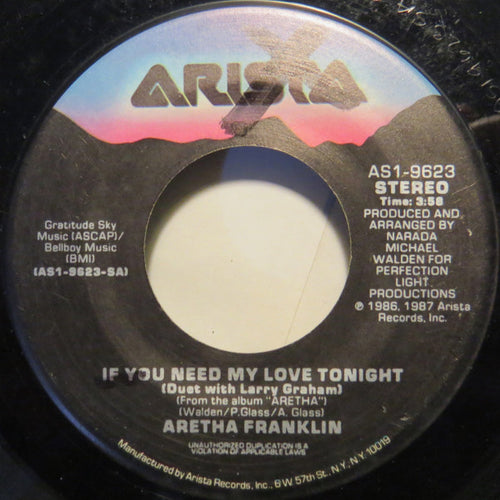 ARISTA
AS1-9623
STEREO
Time: 3:58
PRODUCED AND
ARRANGED BY
NARADA
MICHAEL
WALDEN FOR
PERFECTION
LIGHT
PRODUCTIONS
℗ 1986, 1987 Arista
Records, Inc.
Gratitude Sky
Music (ASCAP)/
Bellboy Music
(BMI)
(AS1-9623-SA)
IF YOU NEED MY LOVE TONIGHT
(Duet with Larry Graham)
(From the album "ARETHA")
(Walden/P.Glass/A. Glass)
ARETHA FRANKLIN
UNAUTHORIZED DUPLICATION IS A
VIOLATION OF APPLICABLE LAWS
Manufactured by Arista Records, Inc., 6 W 57th St., N.Y., N.Y. 10019